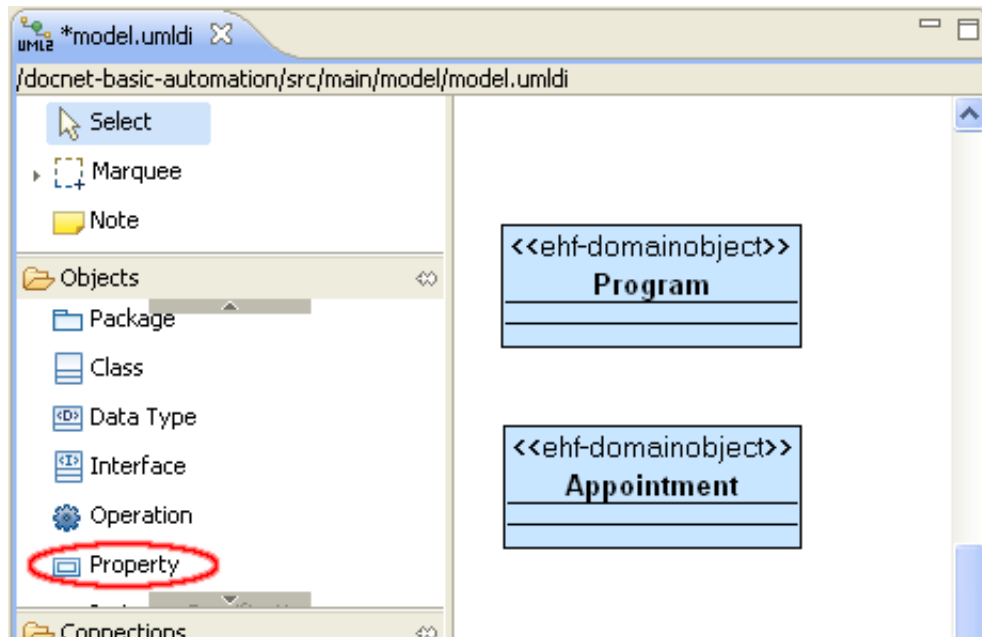 UML2 *model.umldi
/docnet-basic-automation/src/main/model/model.umldi
Select
Marquee
Note
Objects
Package
Class
<D> Data Type
<I> Interface
Operation
Property
Connections
<<ehf-domainobject>>
Program
<<ehf-domainobject>>
Appointment